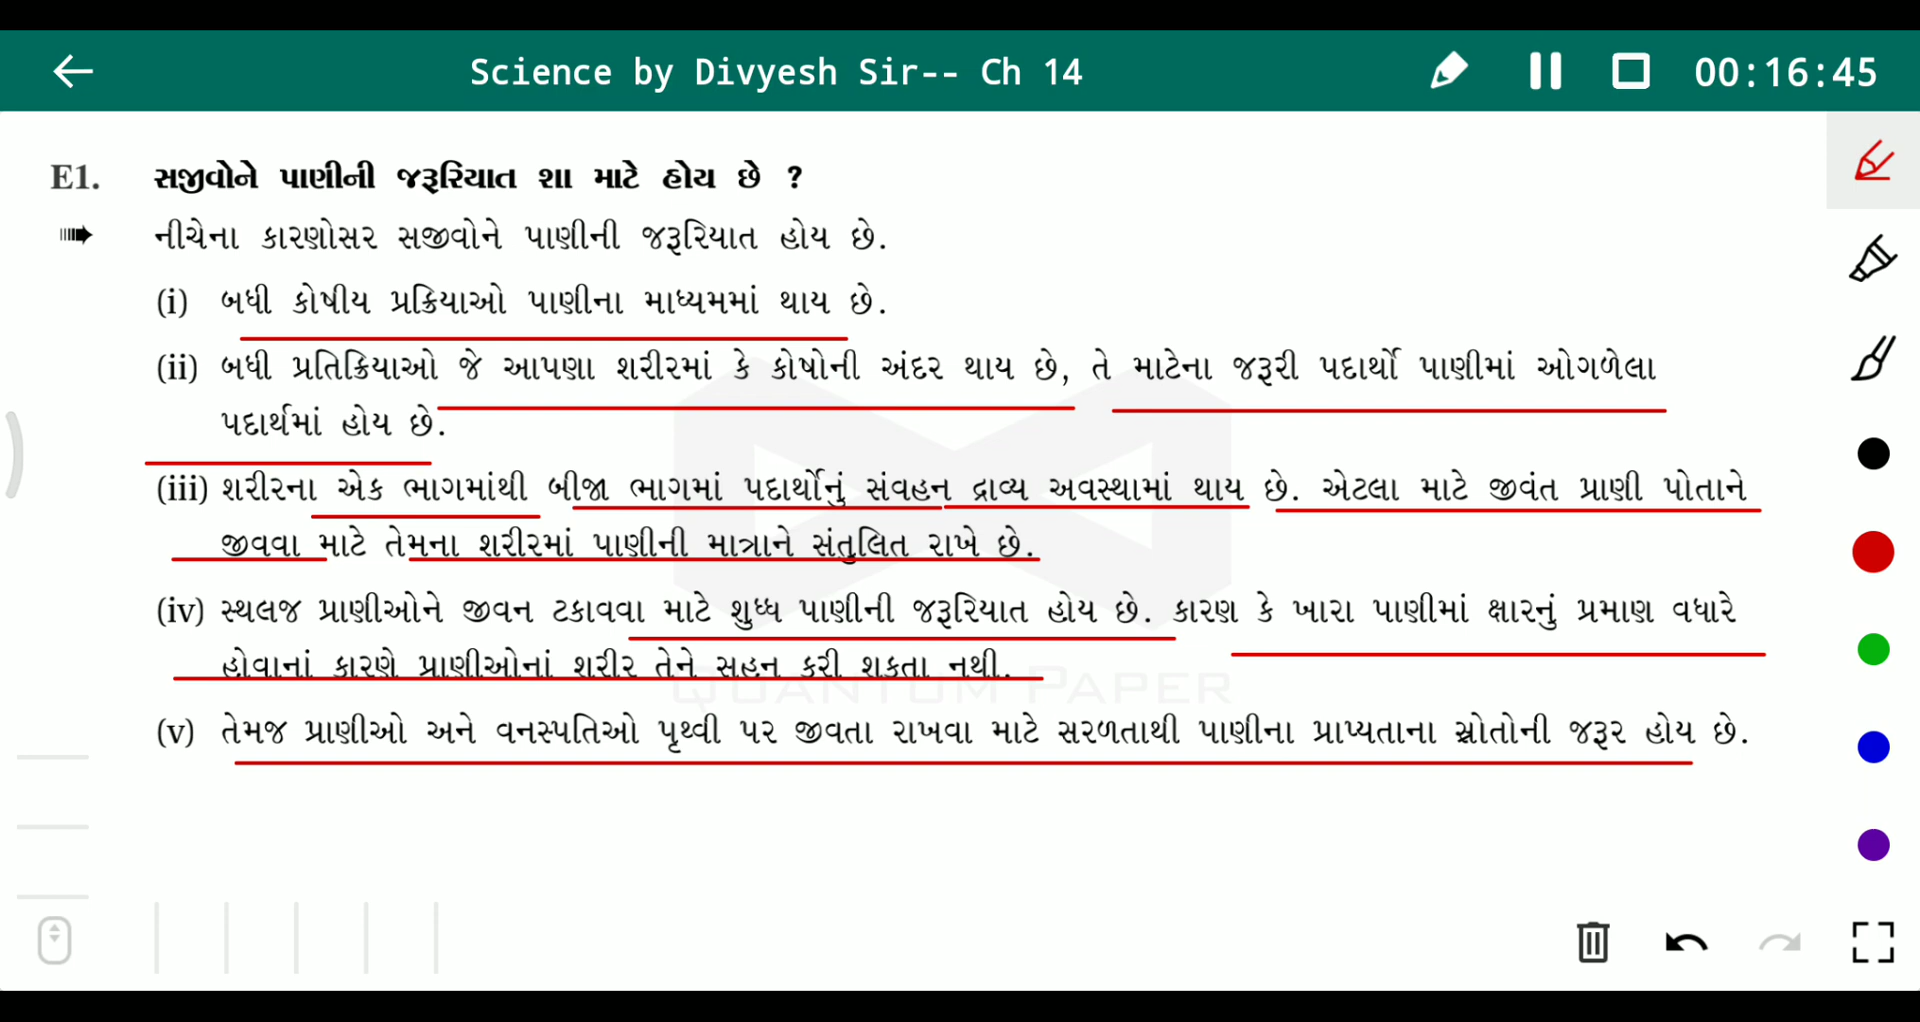 Science by Divyesh Sir-- Ch 14
00:16:45
E1. સજીવોને પાણીની જરૂરિયાત શા માટે હોય છે ?
નીચેના કારણોસર સજીવોને પાણીની જરૂરિયાત હોય છે.
(i) બધી કોષીય પ્રક્રિયાઓ પાણીના માધ્યમમાં થાય છે.
(ii) બધી પ્રતિક્રિયાઓ જે આપણા શરીરમાં કે કોષોની અંદર થાય છે, તે માટેના જરૂરી પદાર્થો પાણીમાં ઓગળેલા
પદાર્થમાં હોય છે.
(iii) શરીરના એક ભાગમાંથી બીજા ભાગમાં પદાર્થોનું સંવહન દ્રાવ્ય અવસ્થામાં થાય છે. એટલા માટે જીવંત પ્રાણી પોતાને
જીવવા માટે તેમના શરીરમાં પાણીની માત્રાને સંતુલિત રાખે છે.
(iv) સ્થલજ પ્રાણીઓને જીવન ટકાવવા માટે શુધ્ધ પાણીની જરૂરિયાત હોય છે. કારણ કે ખારા પાણીમાં ક્ષારનું પ્રમાણ વધારે
હોવાનાં કારણે પ્રાણીઓનાં શરીર તેને સહન કરી શકતા નથી.
QUANTUM PAPER
(v) તેમજ પ્રાણીઓ અને વનસ્પતિઓ પૃથ્વી પર જીવતા રાખવા માટે સરળતાથી પાણીના પ્રાપ્યતાના સ્રોતોની જરૂર હોય છે.